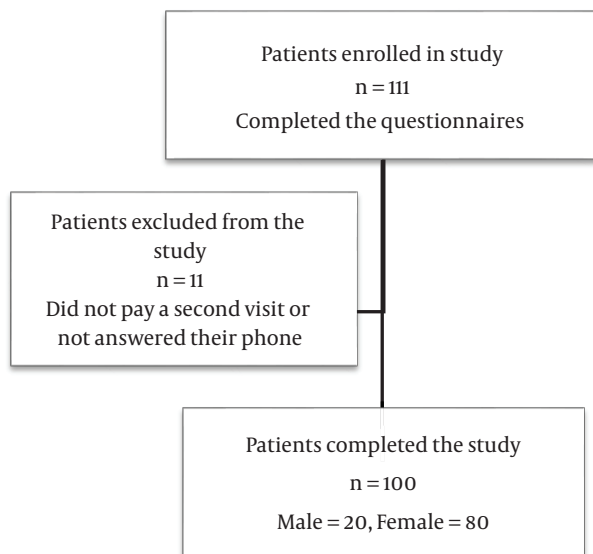 Patients enrolled in study
n = 111
Completed the questionnaires
Patients excluded from the
study
n = 11
Did not pay a second visit or
not answered their phone
Patients completed the study
n = 100
Male = 20, Female = 80